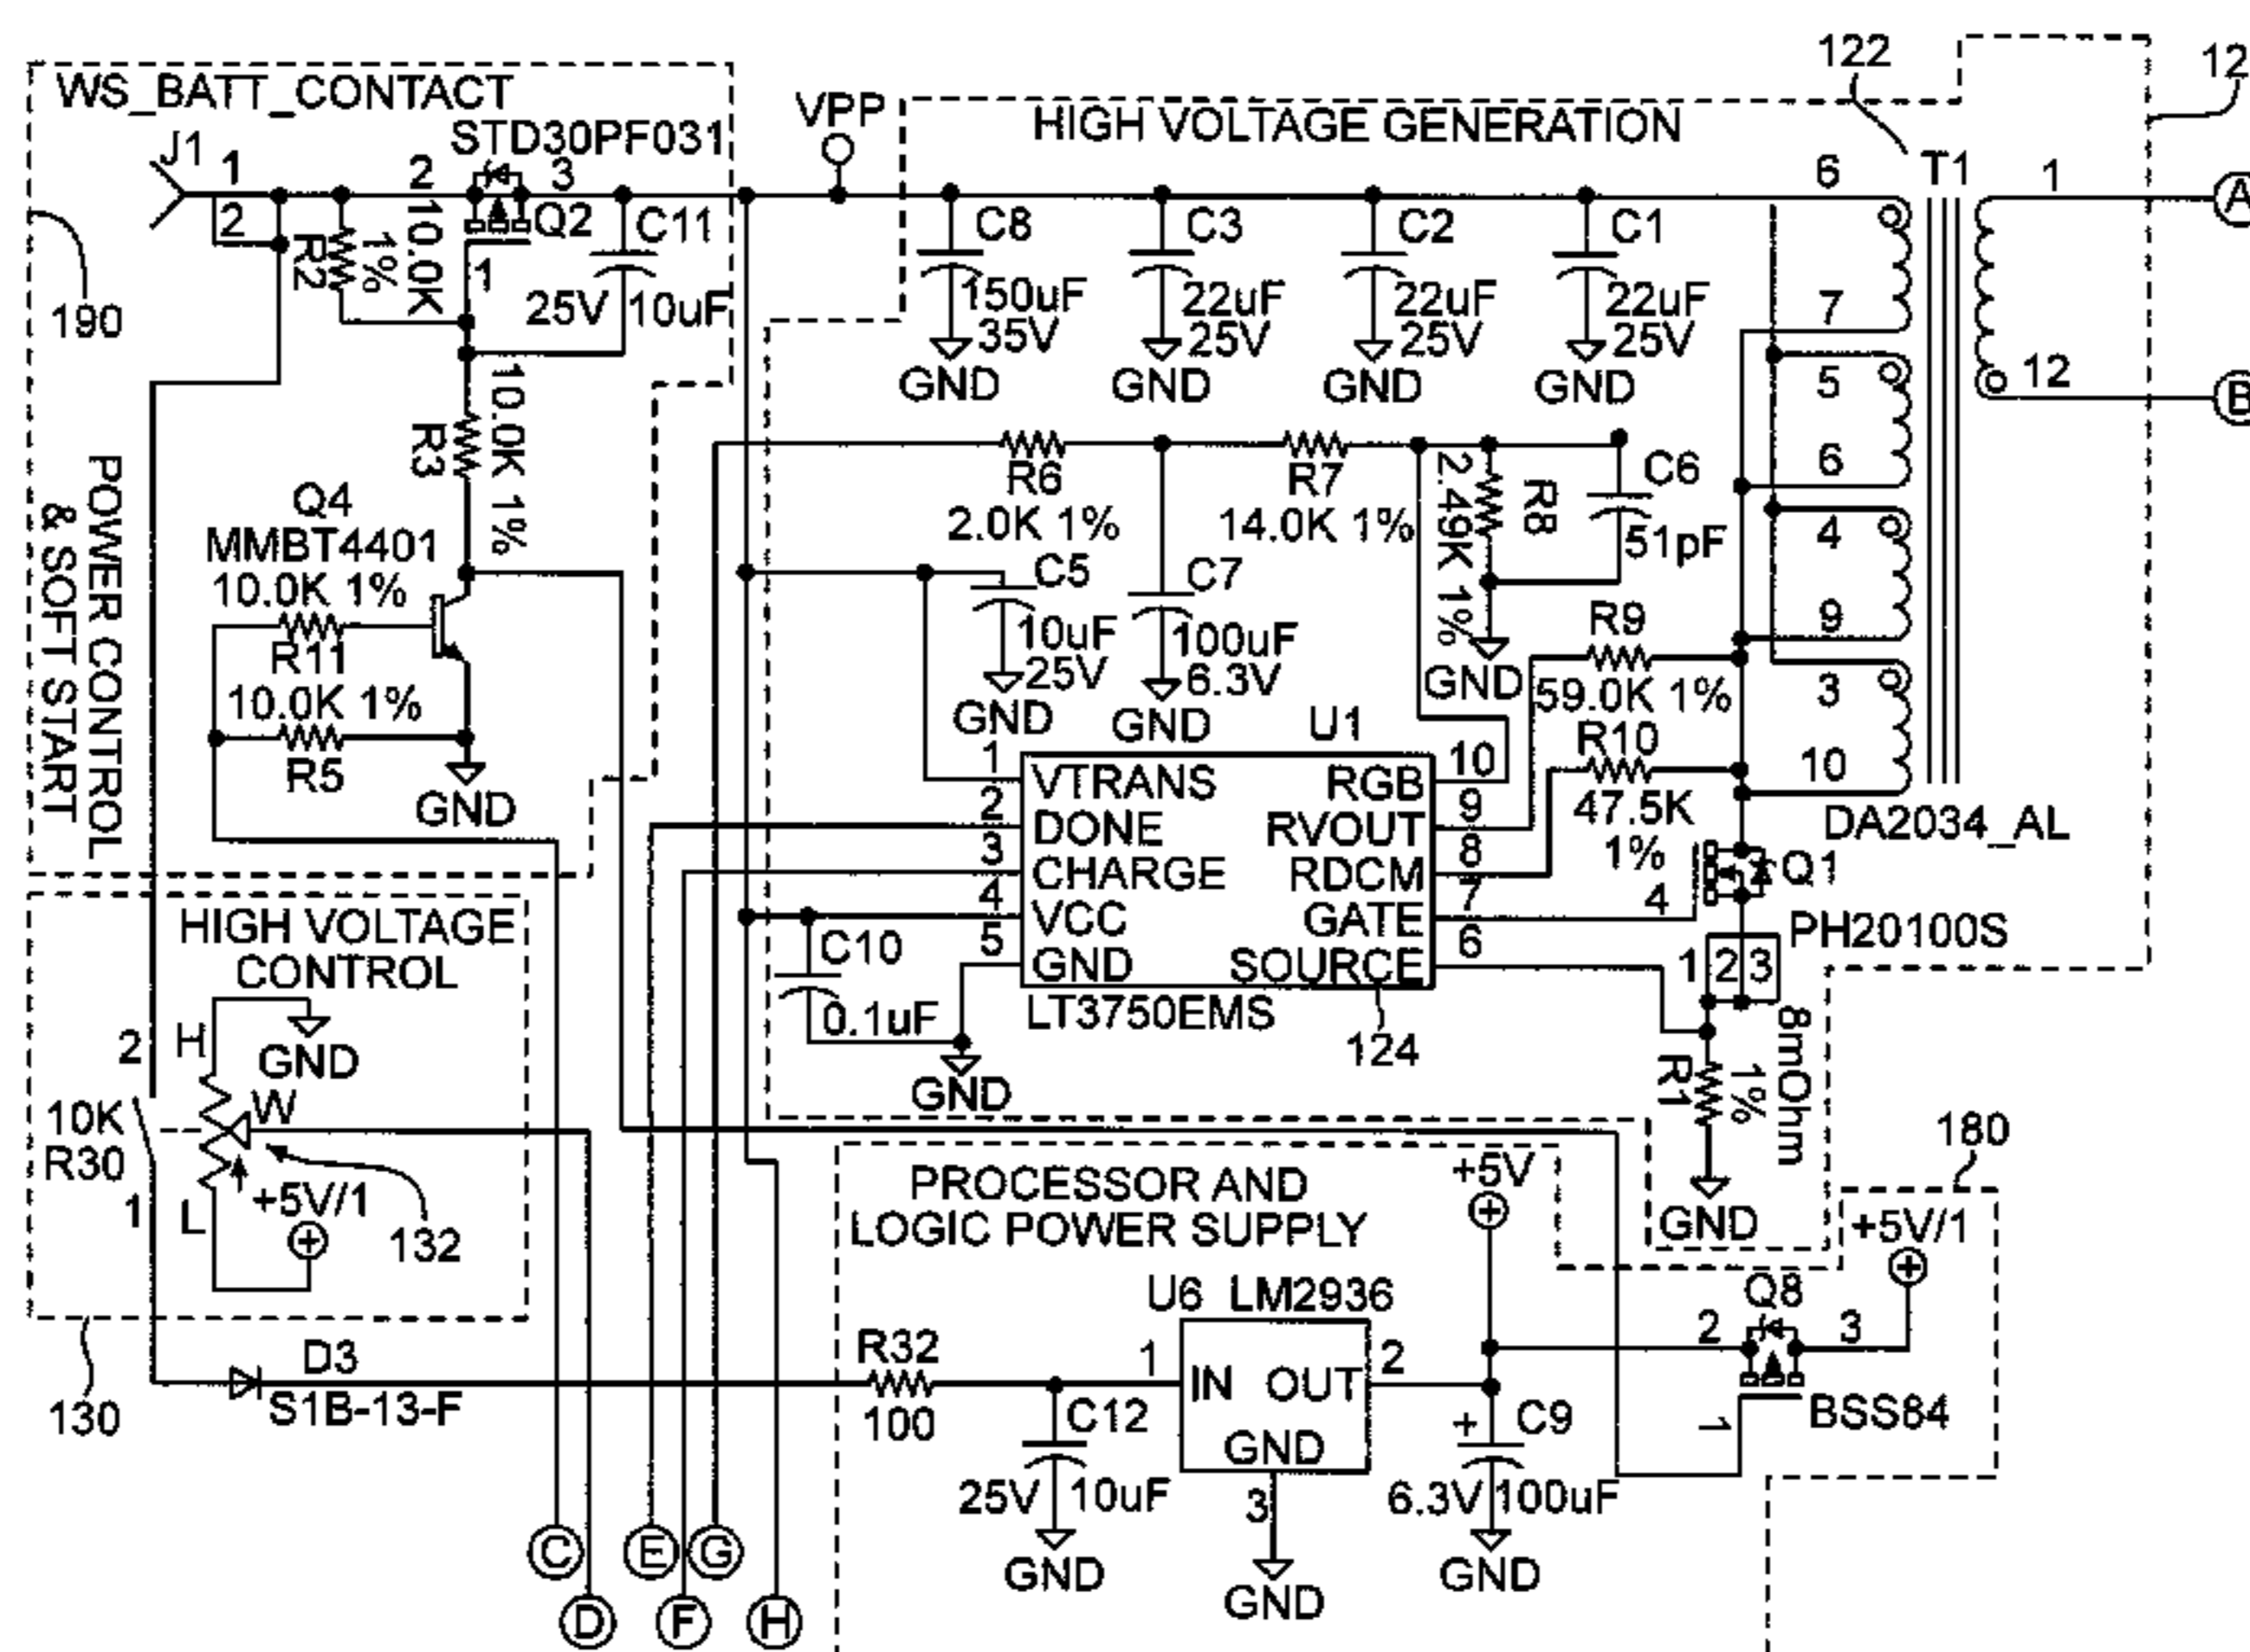 122
12
WS_BATT_CONTACT
VPP
HIGH VOLTAGE GENERATION
STD30PF031
J1
1
2
2
3
Q2
1
R2
1%
10.0K
C11
25V
10uF
190
C8
150uF
35V
GND
C3
22uF
25V
GND
C2
22uF
25V
GND
C1
22uF
25V
GND
6
T1
1
A
7
5
12
B
6
4
9
3
10
DA2034_AL
R3
10.0K 1%
POWER CONTROL
& SOFT START
Q4
MMBT4401
10.0K 1%
R11
10.0K 1%
R5
GND
R6
2.0K 1%
R7
14.0K 1%
2.49K 1%
R8
C6
51pF
GND
C5
10uF
25V
GND
C7
100uF
6.3V
GND
R9
59.0K 1%
R10
47.5K
1%
U1
1
VTRANS
RGB
10
2
DONE
RVOUT
9
3
CHARGE
RDCM
8
4
VCC
GATE
7
5
GND
SOURCE
6
LT3750EMS
124
4
Q1
PH20100S
1
2
3
C10
0.1uF
GND
R1
1%
8mOhm
GND
HIGH VOLTAGE
CONTROL
2
H
GND
10K
W
R30
1
L
+5V/1
132
130
PROCESSOR AND
LOGIC POWER SUPPLY
+5V
180
+5V/1
U6 LM2936
Q8
D3
S1B-13-F
R32
100
1
IN
OUT
2
GND
3
GND
C12
25V
10uF
GND
+
C9
6.3V
100uF
GND
2
3
1
BSS84
C
E
G
D
F
H